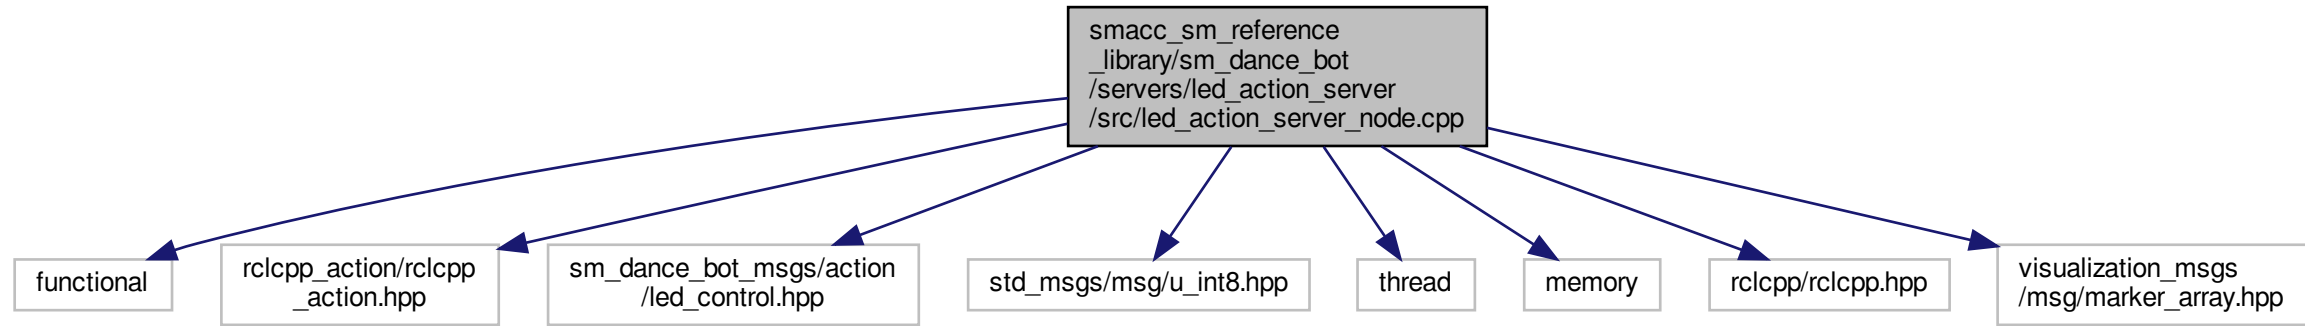 smacc_sm_reference
_library/sm_dance_bot
/servers/led_action_server
/src/led_action_server_node.cpp
functional
rclcpp_action/rclcpp
_action.hpp
sm_dance_bot_msgs/action
/led_control.hpp
std_msgs/msg/u_int8.hpp
thread
memory
rclcpp/rclcpp.hpp
visualization_msgs
/msg/marker_array.hpp